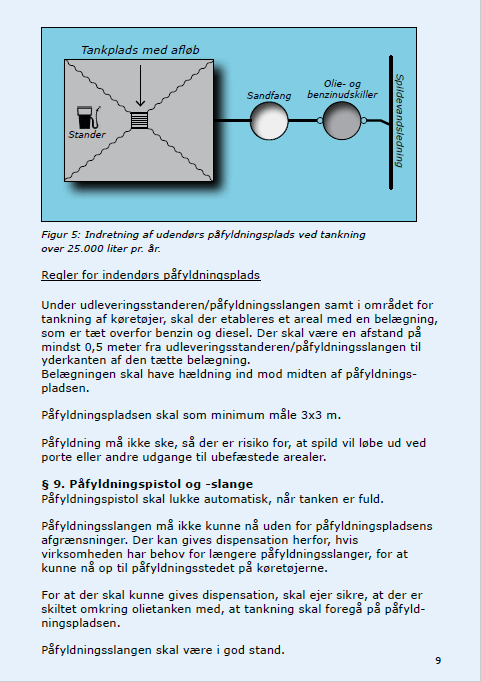 Tankplads med afløb
Stander
Sandfang
Olie- og
benzinudskiller
Spildevandsledning
Figur 5: Indretning af udendørs påfyldningsplads ved tankning
over 25.000 liter pr. år.
Regler for indendørs påfyldningsplads
Under udleveringsstanderen/påfyldningsslangen samt i området for
tankning af køretøjer, skal der etableres et areal med en belægning,
som er tæt overfor benzin og diesel. Der skal være en afstand på
mindst 0,5 meter fra udleveringsstanderen/påfyldningsslangen til
yderkanten af den tætte belægning.
Belægningen skal have hældning ind mod midten af påfyldnings-
pladsen.
Påfyldningspladsen skal som minimum måle 3x3 m.
Påfyldning må ikke ske, så der er risiko for, at spild vil løbe ud ved
porte eller andre udgange til ubefæstede arealer.
§ 9. Påfyldningspistol og -slange
Påfyldningspistol skal lukke automatisk, når tanken er fuld.
Påfyldningsslangen må ikke kunne nå uden for påfyldningspladsens
afgrænsninger. Der kan gives dispensation herfor, hvis
virksomheden har behov for længere påfyldningsslanger, for at
kunne nå op til påfyldningsstedet på køretøjerne.
For at der skal kunne gives dispensation, skal ejer sikre, at der er
skiltet omkring olietanken med, at tankning skal foregå på påfyld-
ningspladsen.
Påfyldningsslangen skal være i god stand.
9